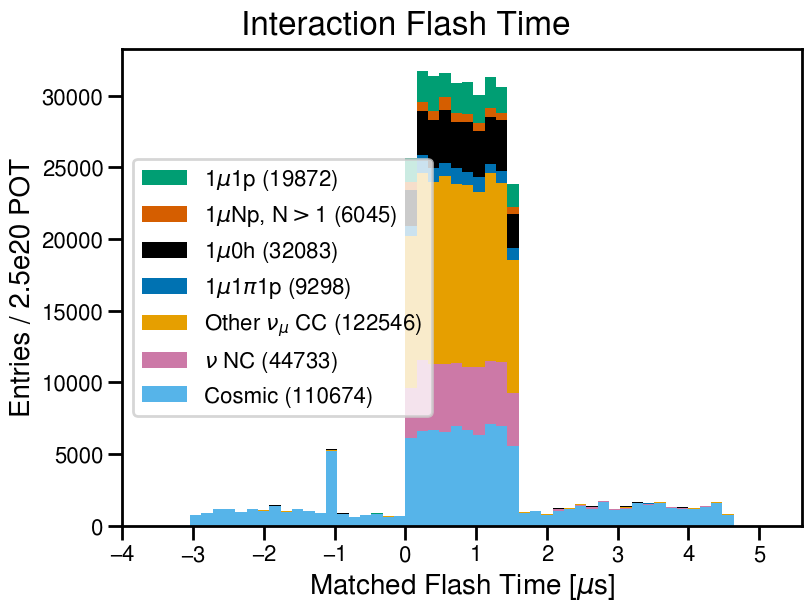 Interaction Flash Time
Entries / 2.5e20 POT
30000
25000
20000
15000
10000
5000
0
1μ1p (19872)
1μNp, N > 1 (6045)
1μ0h (32083)
1μ1π1p (9298)
Other νμ CC (122546)
ν NC (44733)
Cosmic (110674)
−4 −3 −2 −1 0 1 2 3 4 5
Matched Flash Time [μs]